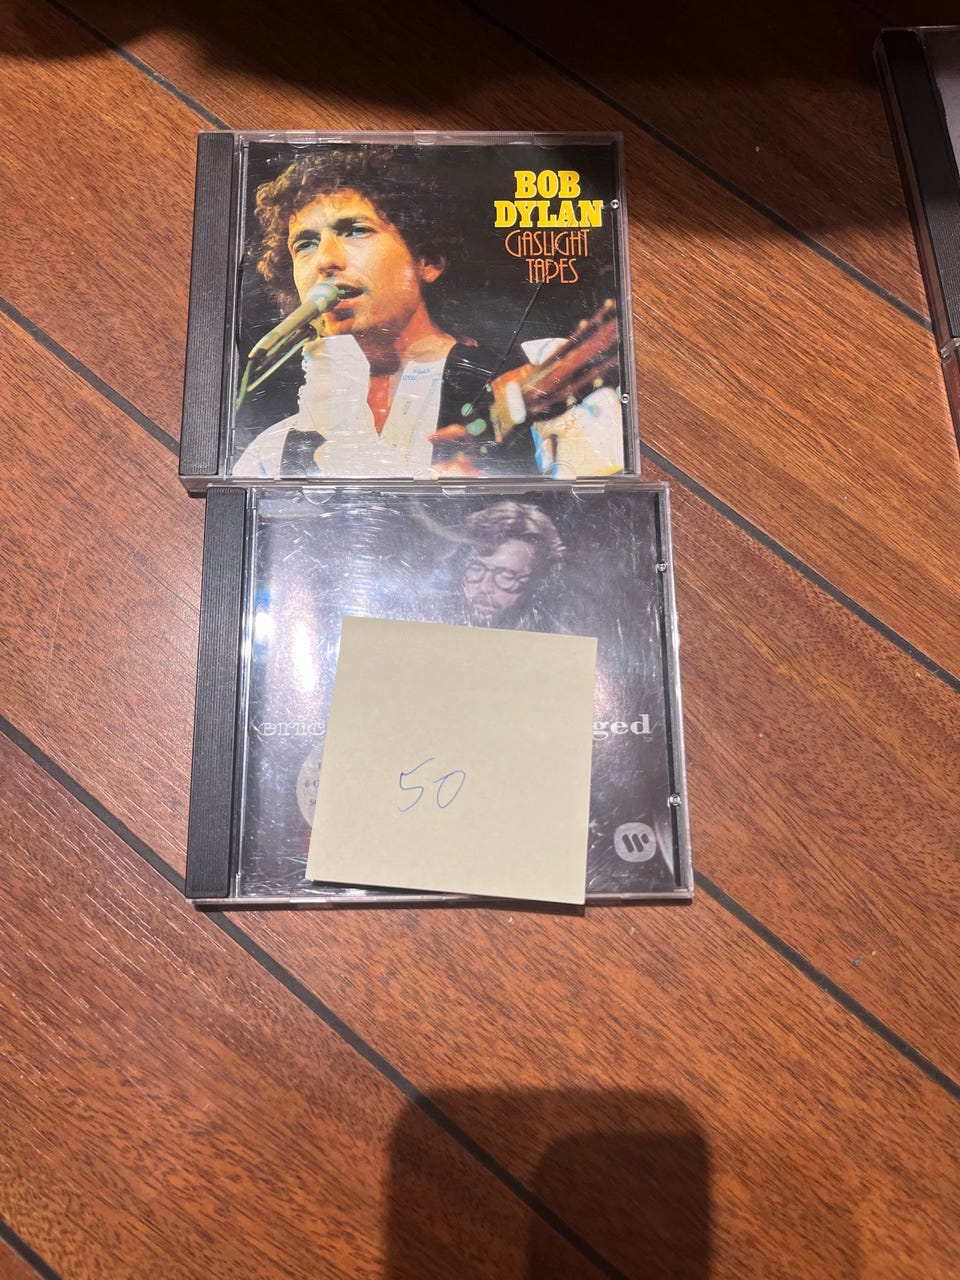 BOB
DYLAN
GASLIGHT
TAPES
eric ged
50